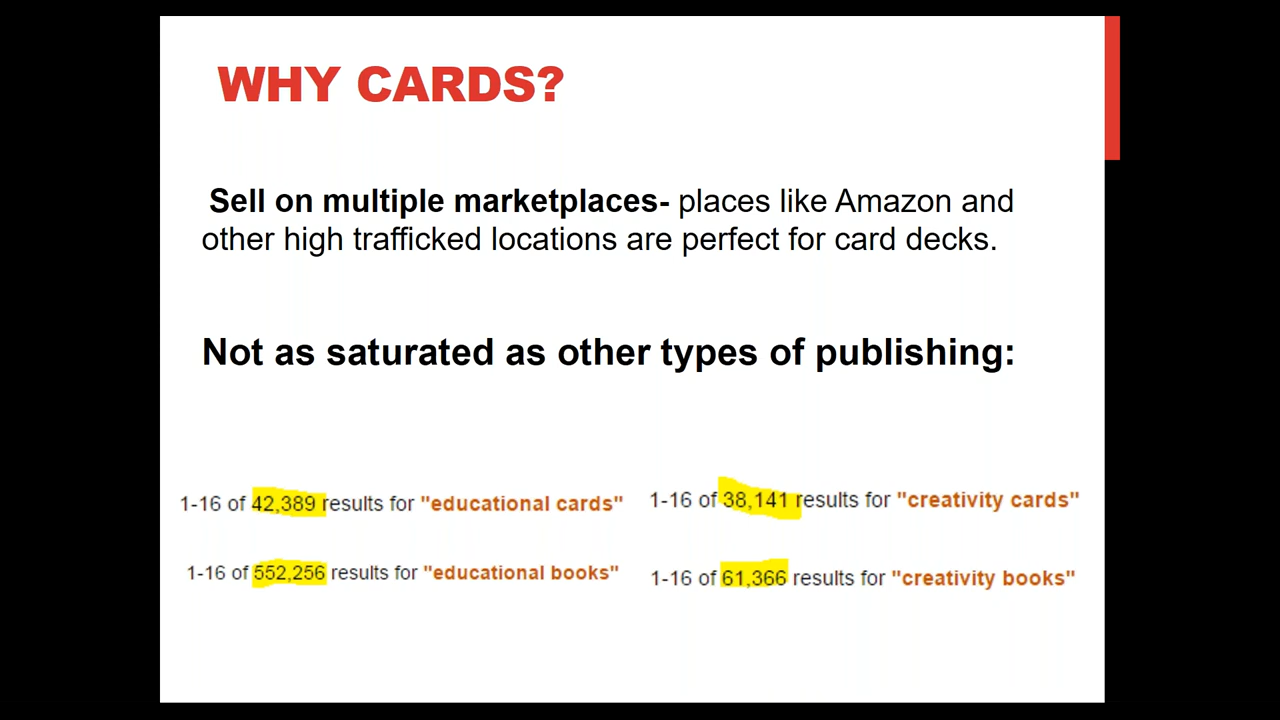 WHY CARDS?
Sell on multiple marketplaces- places like Amazon and
other high trafficked locations are perfect for card decks.
Not as saturated as other types of publishing:
1-16 of 42,389 results for "educational cards"
1-16 of 552,256 results for "educational books"
1-16 of 38,141 results for "creativity cards"
1-16 of 61,366 results for "creativity books"